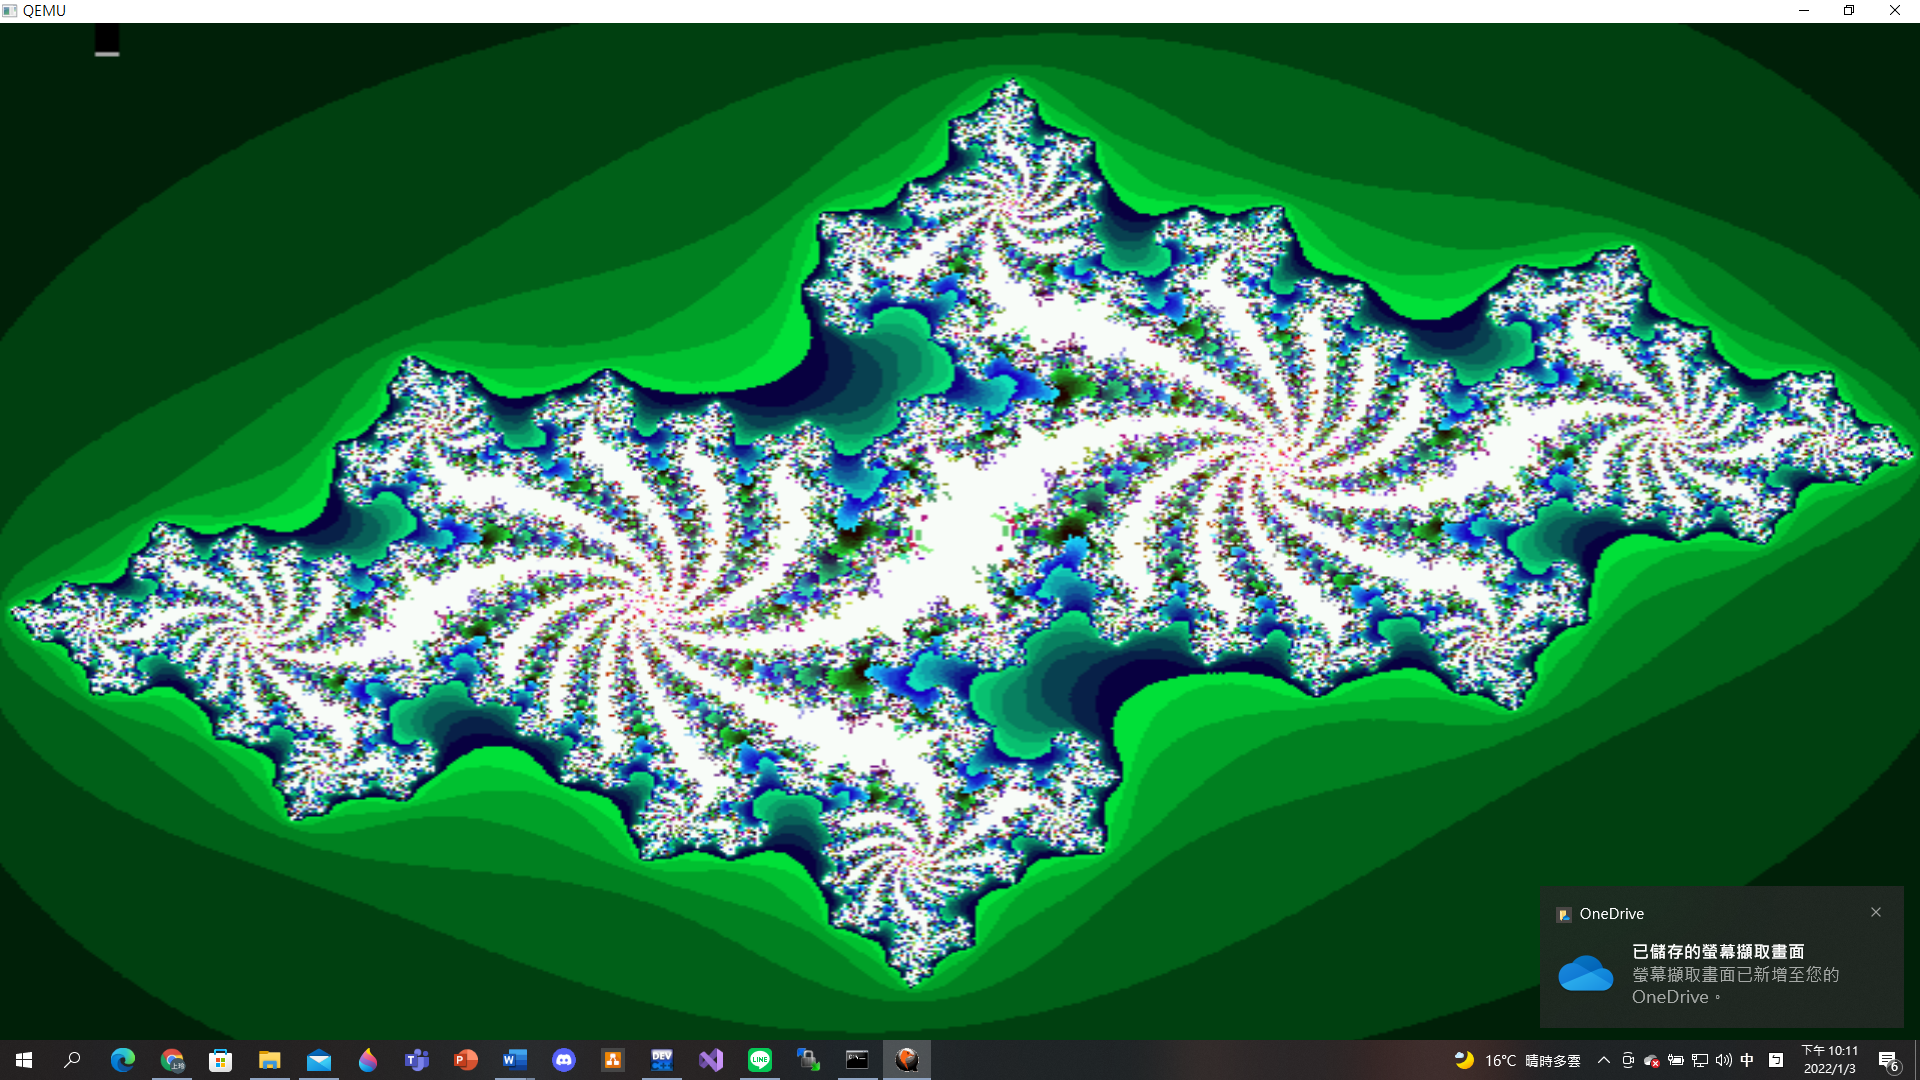 QEMU
OneDrive
已儲存的螢幕擷取畫面
螢幕擷取畫面已新增至您的
OneDrive。
16°C 晴時多雲
中
下午 10:11
2022/1/3
6
DEV
LINE